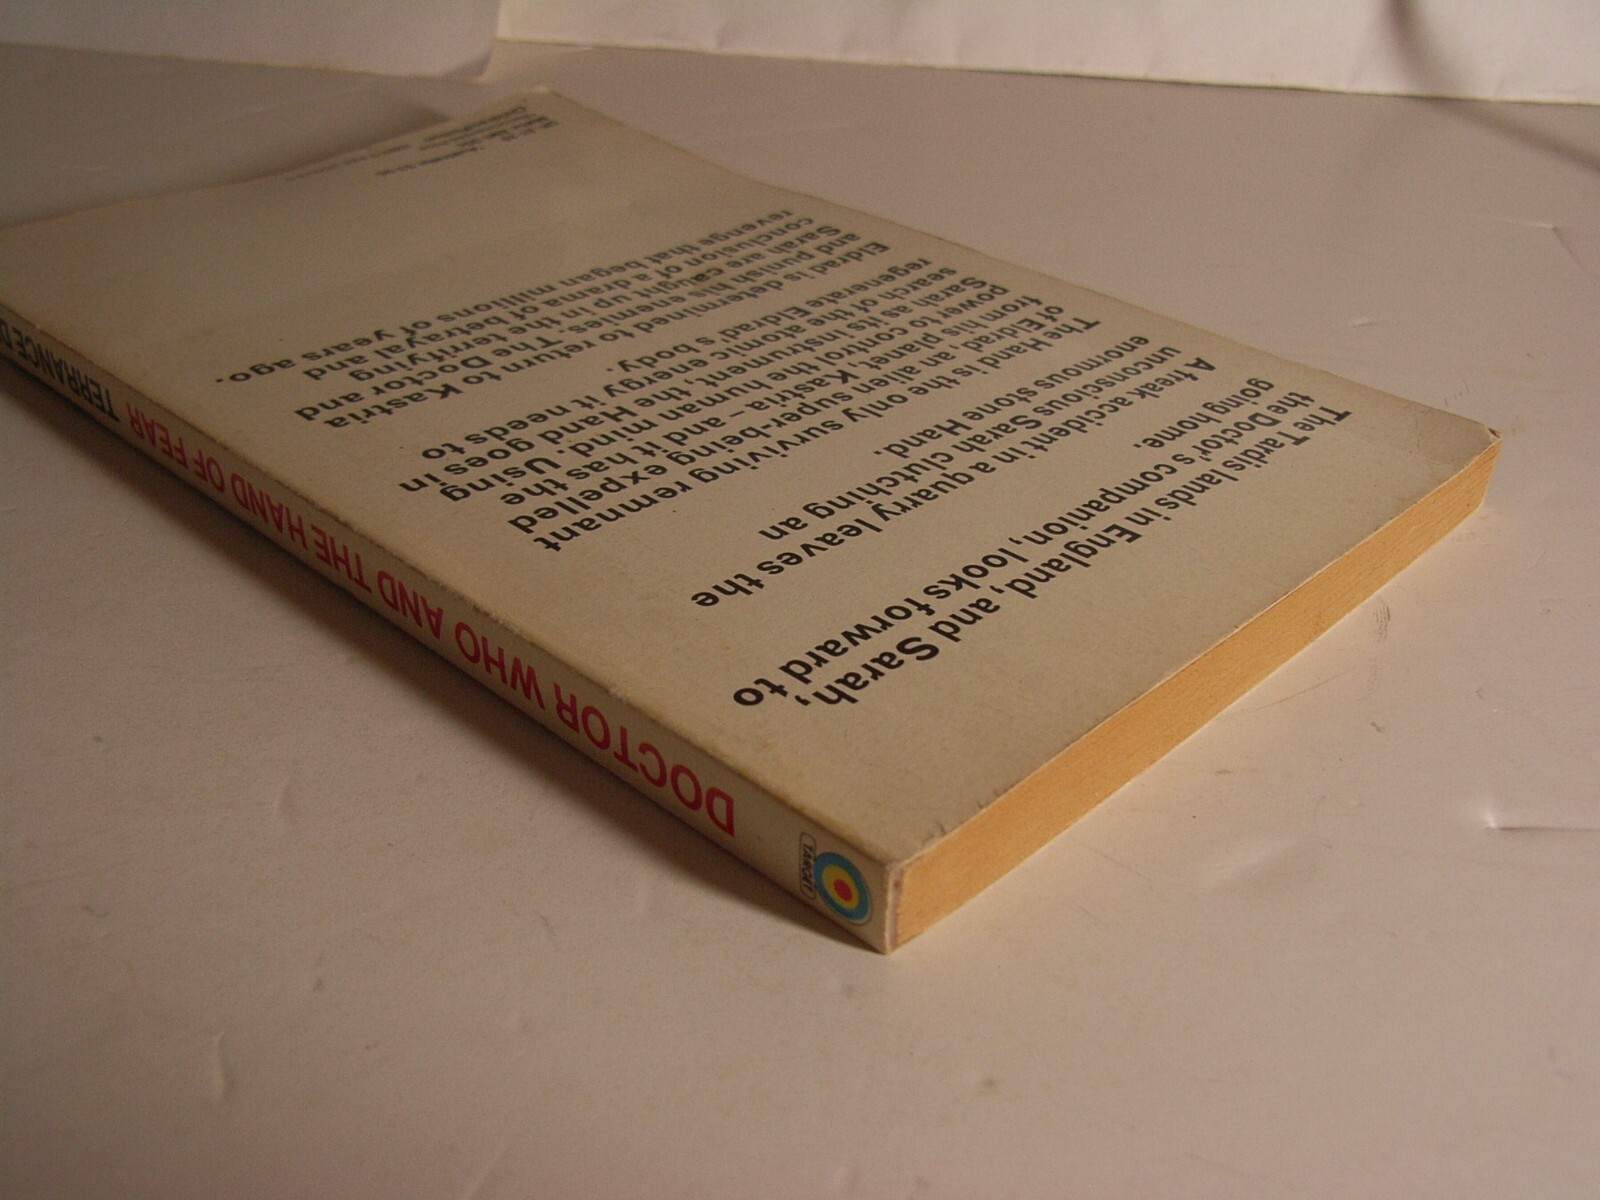 The Tardis lands in England, and Sarah,
the Doctor's companion, looks forward to
going home.
A freak accident in a quarry leaves the
unconscious Sarah clutching an
enormous stone Hand.
The Hand is the only surviving remnant
of Eldrad, an alien super-being expelled
from his planet Kastria – and it has the
power to control the human mind. Using
Sarah as its instrument, the Hand goes in
search of the atomic energy it needs to
regenerate Eldrad's body.
Eldrad is determined to return to Kastria
and punish his enemies. The Doctor and
Sarah are caught up in the terrifying
conclusion of a drama of betrayal and
revenge that began millions of years ago.
DOCTOR WHO AND THE HAND OF FEAR TERRANCE
TARGET